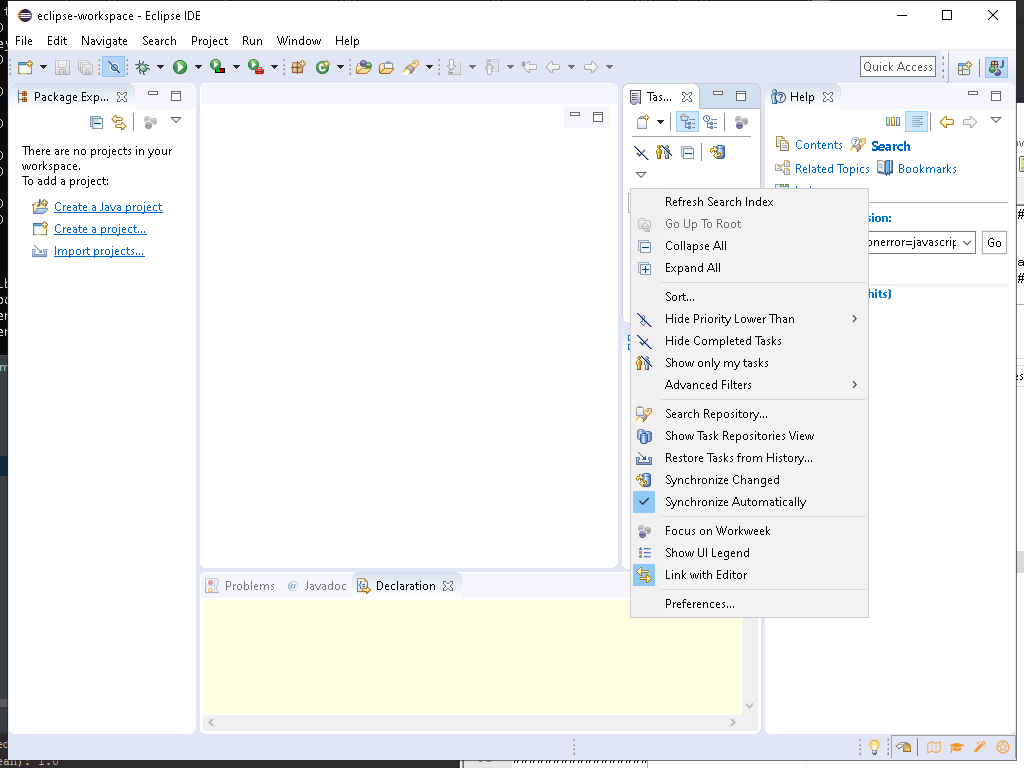 eclipse-workspace - Eclipse IDE
File Edit Navigate Search Project Run Window Help
Quick Access
Package Exp...
Tas...
Help
There are no projects in your
workspace.
To add a project:
Create a Java project
Create a project...
Import projects...
Contents Search
Related Topics Bookmarks
sion:
onerror=javascrip
Go
hits)
Refresh Search Index
Go Up To Root
Collapse All
Expand All
Sort...
Hide Priority Lower Than
Hide Completed Tasks
Show only my tasks
Advanced Filters
Search Repository...
Show Task Repositories View
Restore Tasks from History...
Synchronize Changed
Synchronize Automatically
Focus on Workweek
Show UI Legend
Link with Editor
Preferences...
Problems @ Javadoc Declaration